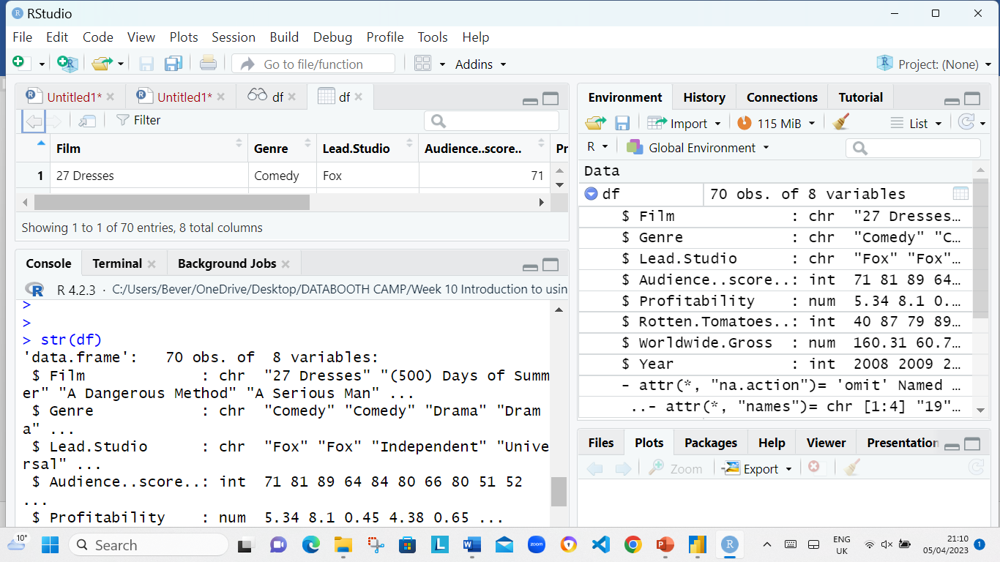 RStudio
File Edit Code View Plots Session Build Debug Profile Tools Help
Go to file/function Addins Project: (None)
Untitled1* Untitled1* df df
Filter
Film Genre Lead.Studio Audience..score.. Pr
1 27 Dresses Comedy Fox 71
Showing 1 to 1 of 70 entries, 8 total columns
Console Terminal Background Jobs
R 4.2.3 · C:/Users/Bever/OneDrive/Desktop/DATABOOTH CAMP/Week 10 Introduction to usin
>
>
> str(df)
'data.frame': 70 obs. of 8 variables:
$ Film : chr "27 Dresses" "(500) Days of Summ
er" "A Dangerous Method" "A Serious Man" ...
$ Genre : chr "Comedy" "Comedy" "Drama" "Dram
a" ...
$ Lead.Studio : chr "Fox" "Fox" "Independent" "Unive
rsal" ...
$ Audience..score..: int 71 81 89 64 84 80 66 80 51 52
...
$ Profitability : num 5.34 8.1 0.45 4.38 0.65 ...
Environment History Connections Tutorial
Import 115 MiB List
R Global Environment
Data
df 70 obs. of 8 variables
$ Film : chr "27 Dresses…
$ Genre : chr "Comedy" "C…
$ Lead.Studio : chr "Fox" "Fox"…
$ Audience..score..: int 71 81 89 64…
$ Profitability : num 5.34 8.1 0.…
$ Rotten.Tomatoes..: int 40 87 79 89…
$ Worldwide.Gross : num 160.31 60.7…
$ Year : int 2008 2009 2…
- attr(*, "na.action")= 'omit' Named …
..- attr(*, "names")= chr [1:4] "19"…
Files Plots Packages Help Viewer Presentation
Zoom Export
10° Search zoom ENG UK 21:10 05/04/2023 1